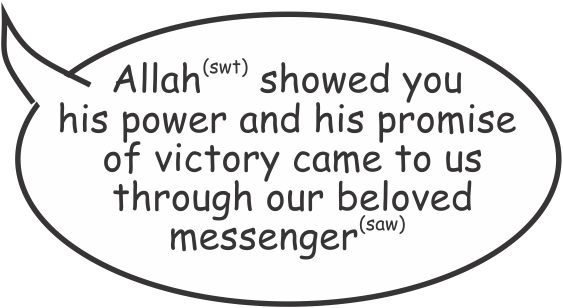 Allah(swt) showed you
his power and his promise
of victory came to us
through our beloved
messenger(saw)